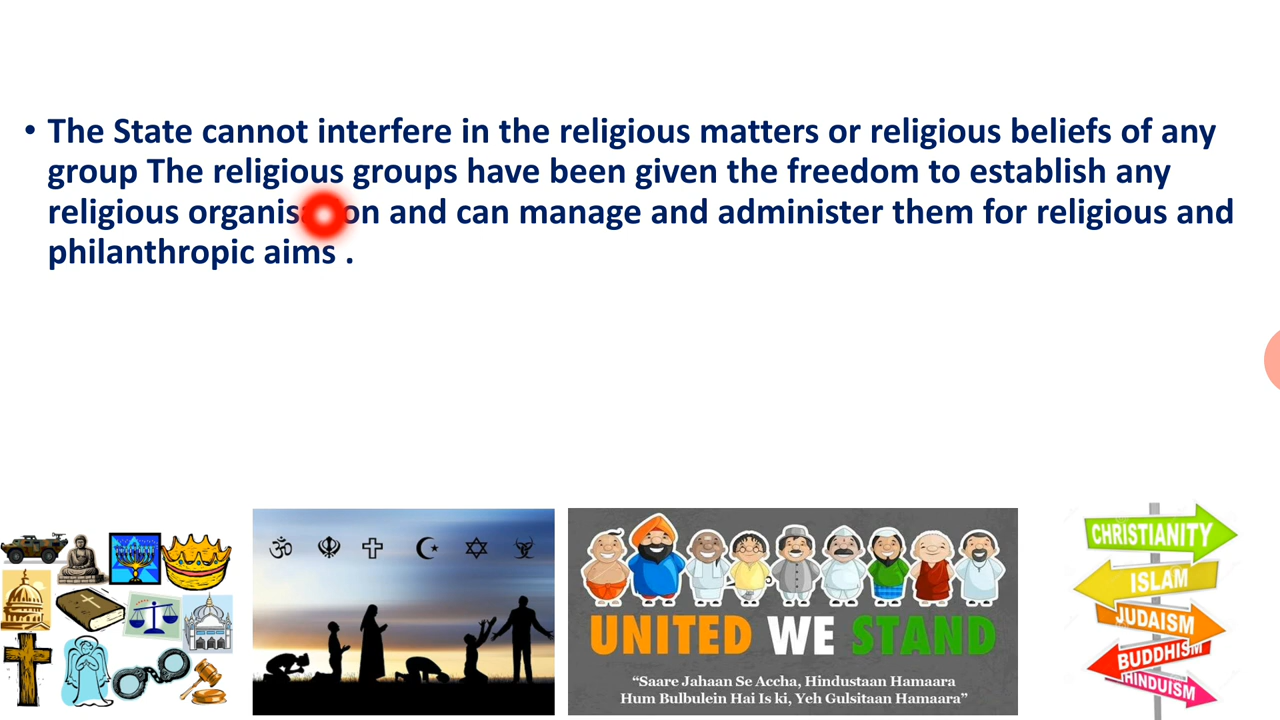 • The State cannot interfere in the religious matters or religious beliefs of any
group The religious groups have been given the freedom to establish any
religious organisation and can manage and administer them for religious and
philanthropic aims .
UNITED WE STAND
“Saare Jahaan Se Accha, Hindustaan Hamaara
Hum Bulbulein Hai Is ki, Yeh Gulsitaan Hamaara”
CHRISTIANITY
ISLAM
JUDAISM
BUDDHISM
HINDUISM